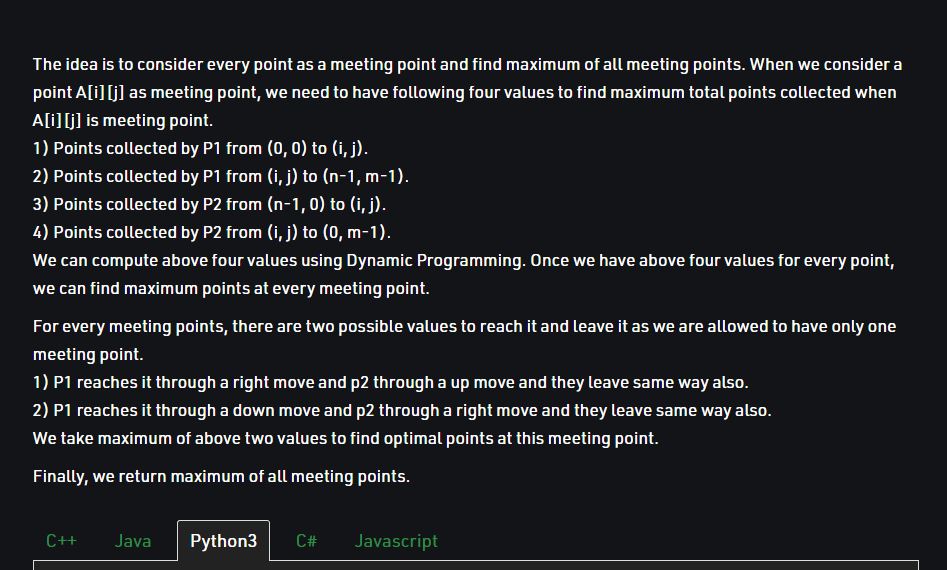 The idea is to consider every point as a meeting point and find maximum of all meeting points. When we consider a
point A[i][j] as meeting point, we need to have following four values to find maximum total points collected when
A[i][j] is meeting point.
1) Points collected by P1 from (0, 0) to (i, j).
2) Points collected by P1 from (i, j) to (n-1, m-1).
3) Points collected by P2 from (n-1, 0) to (i, j).
4) Points collected by P2 from (i, j) to (0, m-1).
We can compute above four values using Dynamic Programming. Once we have above four values for every point,
we can find maximum points at every meeting point.
For every meeting points, there are two possible values to reach it and leave it as we are allowed to have only one
meeting point.
1) P1 reaches it through a right move and p2 through a up move and they leave same way also.
2) P1 reaches it through a down move and p2 through a right move and they leave same way also.
We take maximum of above two values to find optimal points at this meeting point.
Finally, we return maximum of all meeting points.
C++ Java Python3 C# Javascript